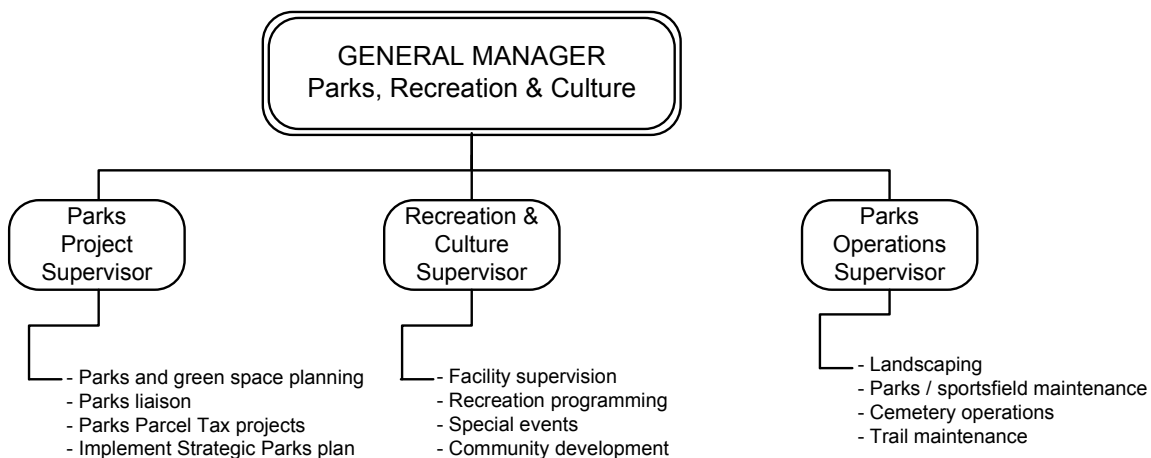 GENERAL MANAGER
Parks, Recreation & Culture
Parks
Project
Supervisor
- Parks and green space planning
- Parks liaison
- Parks Parcel Tax projects
- Implement Strategic Parks plan
Recreation &
Culture
Supervisor
- Facility supervision
- Recreation programming
- Special events
- Community development
Parks
Operations
Supervisor
- Landscaping
- Parks / sportsfield maintenance
- Cemetery operations
- Trail maintenance